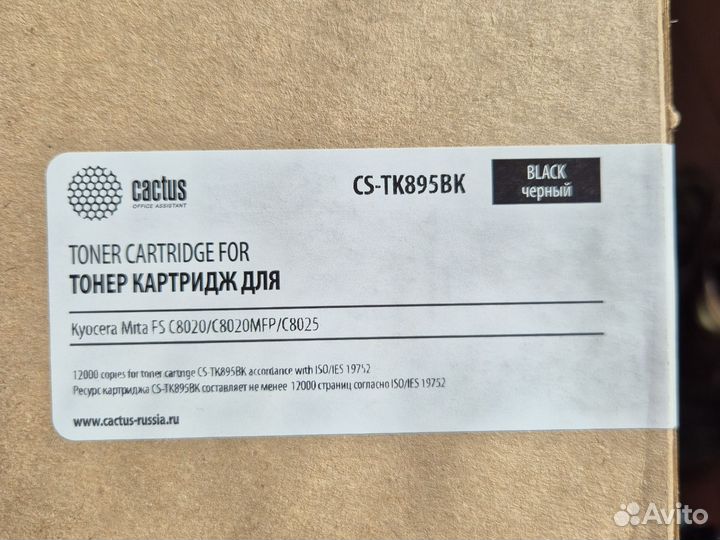 cactus
OFFICE ASSISTANT
CS-TK895BK
BLACK
черный
TONER CARTRIDGE FOR
ТОНЕР КАРТРИДЖ ДЛЯ
Kyocera Mita FS C8020/C8020MFP/C8025
12000 copies for toner cartrige CS-TK895BK accordance with ISO/IES 19752
Ресурс картриджа CS-TK895BK составляет не менее 12000 страниц согласно ISO/IES 19752
www.cactus-russia.ru
Avito